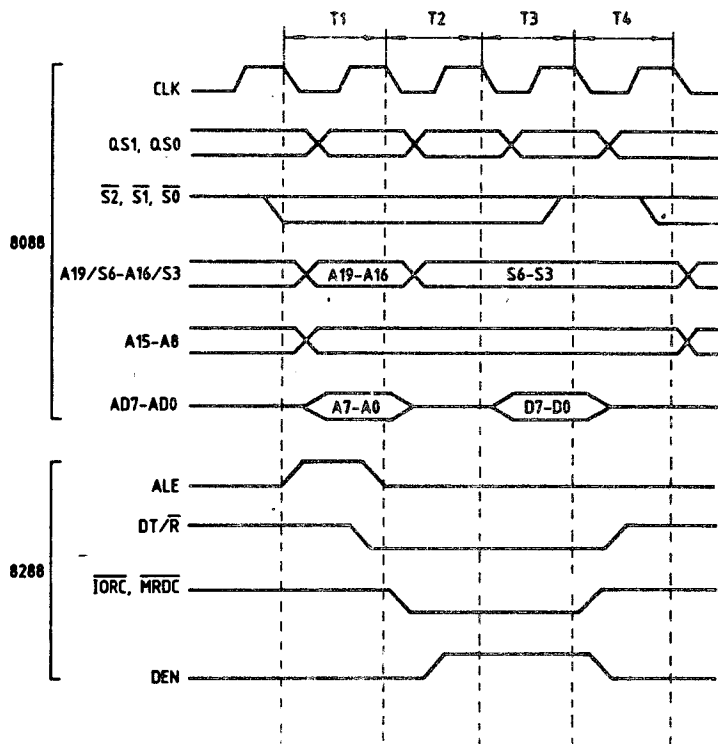 T1 T2 T3 T4
CLK
QS1, QS0
S̅2̅, S̅1̅, S̅0̅
8088
A19/S6-A16/S3 A19-A16 S6-S3
A15-A8
AD7-AD0 A7-A0 D7-D0
ALE
DT/R̅
8288
I̅O̅R̅C̅, M̅R̅D̅C̅
DEN